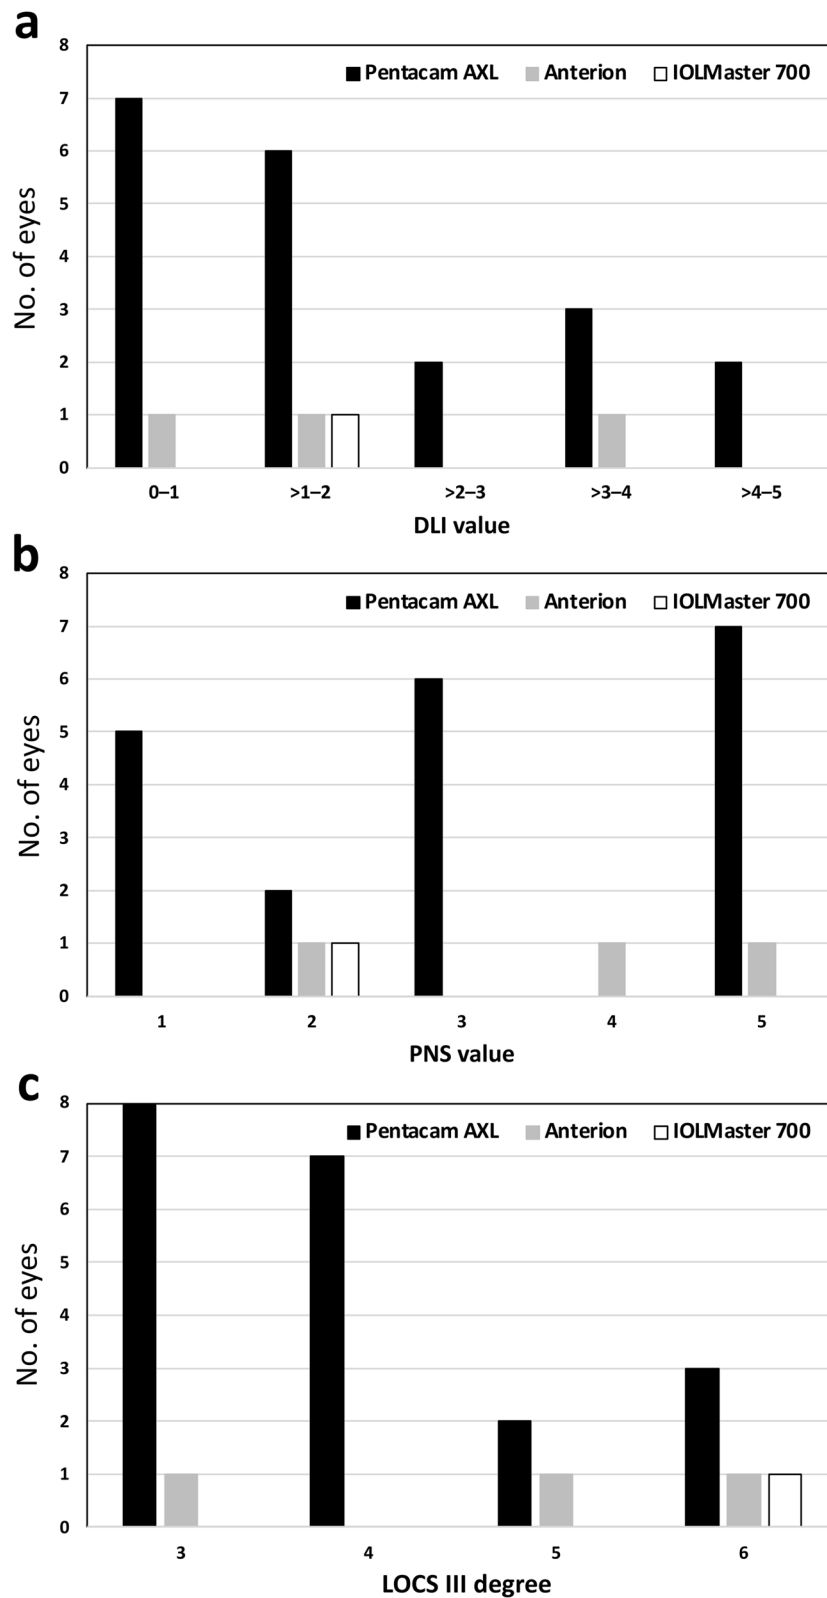 a
8
Pentacam AXL Anterion IOLMaster 700
7
6
5
4
3
2
1
0
No. of eyes
0–1 >1–2 >2–3 >3–4 >4–5
DLI value
b
8
Pentacam AXL Anterion IOLMaster 700
7
6
5
4
3
2
1
0
No. of eyes
1 2 3 4 5
PNS value
c
8
Pentacam AXL Anterion IOLMaster 700
7
6
5
4
3
2
1
0
No. of eyes
3 4 5 6
LOCS III degree